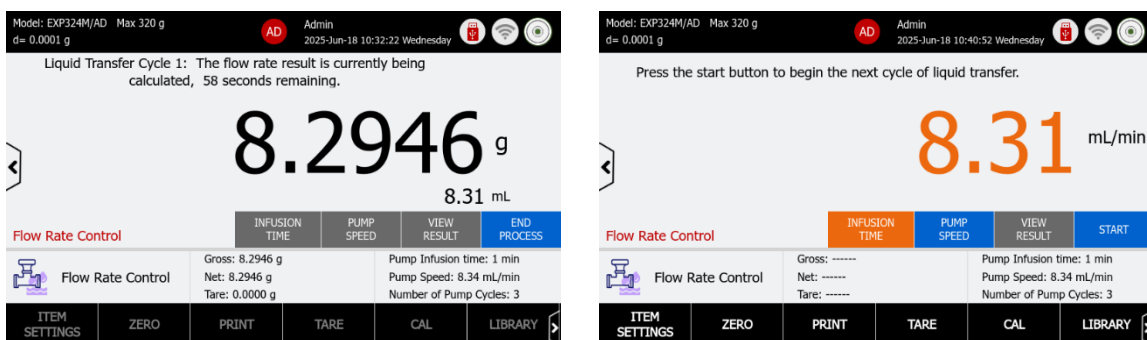 Model: EXP324M/AD Max 320 g
d= 0.0001 g
AD
Admin
2025-Jun-18 10:32:22 Wednesday
Liquid Transfer Cycle 1: The flow rate result is currently being
calculated, 58 seconds remaining.
8.2946 g
8.31 mL
Flow Rate Control
INFUSION
TIME
PUMP
SPEED
VIEW
RESULT
END
PROCESS
Flow Rate Control
Gross: 8.2946 g
Net: 8.2946 g
Tare: 0.0000 g
Pump Infusion time: 1 min
Pump Speed: 8.34 mL/min
Number of Pump Cycles: 3
ITEM
SETTINGS
ZERO
PRINT
TARE
CAL
LIBRARY
Model: EXP324M/AD Max 320 g
d= 0.0001 g
AD
Admin
2025-Jun-18 10:40:52 Wednesday
Press the start button to begin the next cycle of liquid transfer.
8.31 mL/min
Flow Rate Control
INFUSION
TIME
PUMP
SPEED
VIEW
RESULT
START
Flow Rate Control
Gross: ------
Net: ------
Tare: ------
Pump Infusion time: 1 min
Pump Speed: 8.34 mL/min
Number of Pump Cycles: 3
ITEM
SETTINGS
ZERO
PRINT
TARE
CAL
LIBRARY